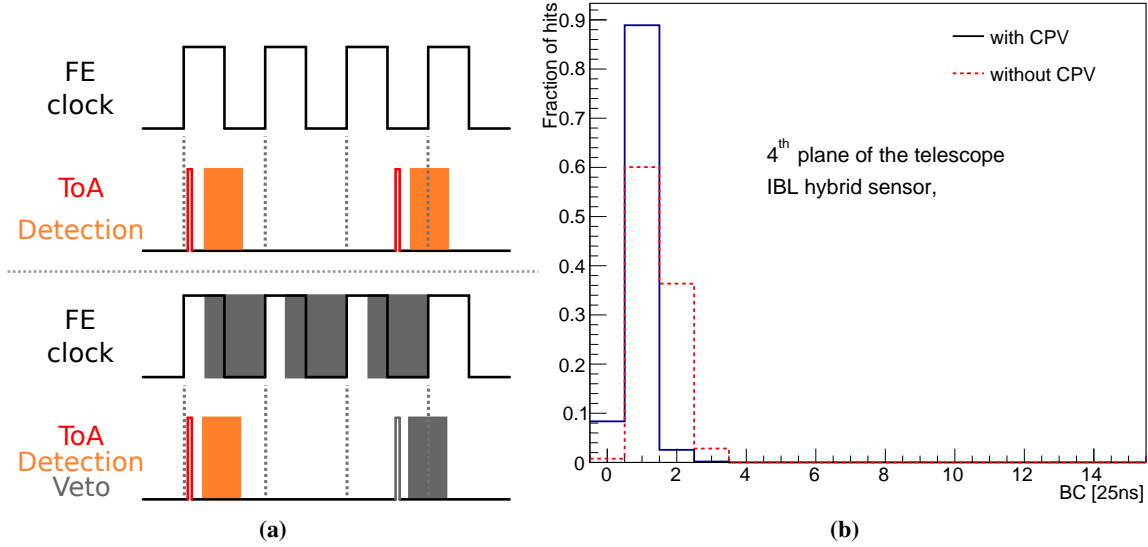 FE
clock
ToA
Detection
FE
clock
ToA
Detection
Veto
(a)
Fraction of hits
0.9
0.8
0.7
0.6
0.5
0.4
0.3
0.2
0.1
0
with CPV
without CPV
4th plane of the telescope
IBL hybrid sensor,
0 2 4 6 8 10 12 14
BC [25ns]
(b)